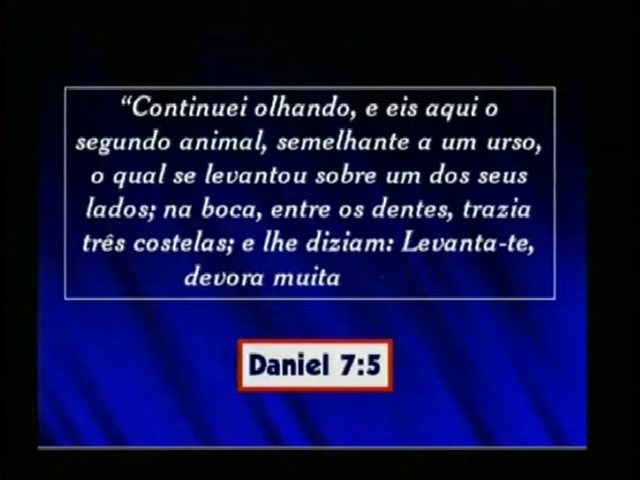 “Continuei olhando, e eis aqui o
segundo animal, semelhante a um urso,
o qual se levantou sobre um dos seus
lados; na boca, entre os dentes, trazia
três costelas; e lhe diziam: Levanta-te,
devora muita
Daniel 7:5